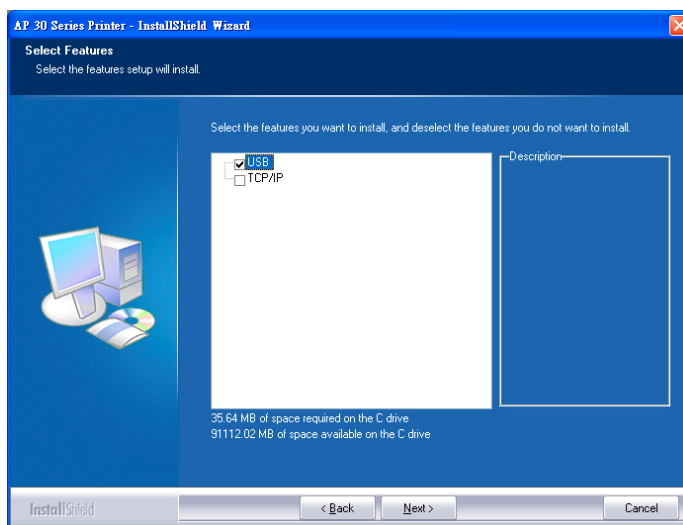 AP 30 Series Printer - InstallShield Wizard
Select Features
Select the features setup will install.
Select the features you want to install, and deselect the features you do not want to install.
USB
TCP/IP
Description
35.64 MB of space required on the C drive
91112.02 MB of space available on the C drive
InstallShield
< Back
Next >
Cancel